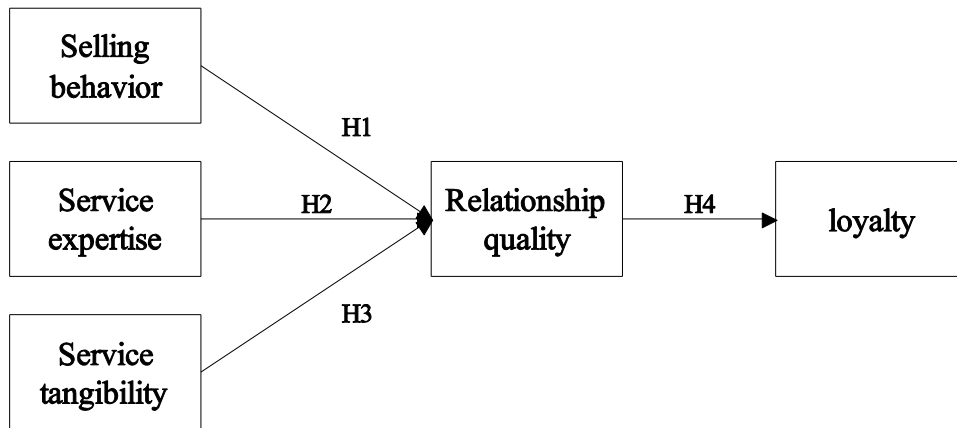 Selling
behavior
H1
Service
expertise
H2
Relationship
quality
H4
loyalty
H3
Service
tangibility